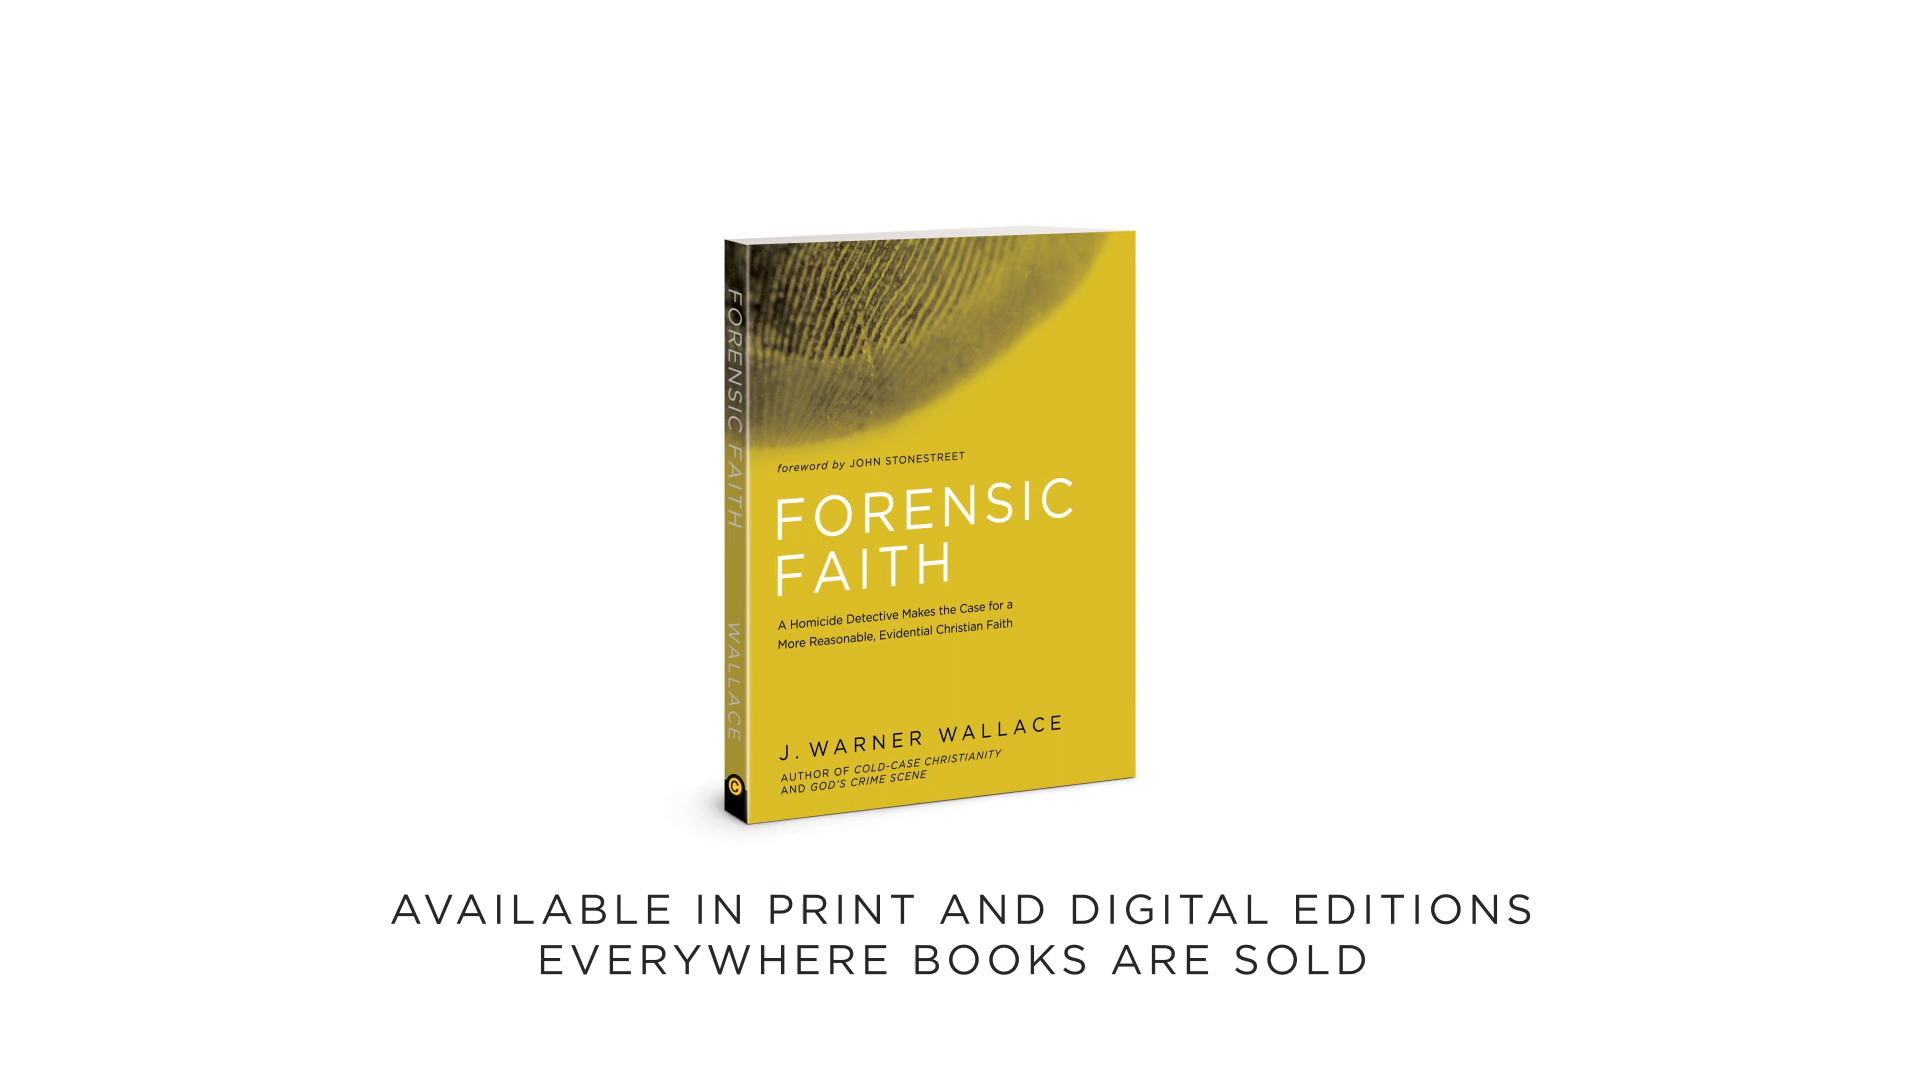 FORENSIC FAITH WALLACE
C
foreword by JOHN STONESTREET
FORENSIC
FAITH
A Homicide Detective Makes the Case for a
More Reasonable, Evidential Christian Faith
J. WARNER WALLACE
AUTHOR OF COLD-CASE CHRISTIANITY
AND GOD'S CRIME SCENE
AVAILABLE IN PRINT AND DIGITAL EDITIONS
EVERYWHERE BOOKS ARE SOLD